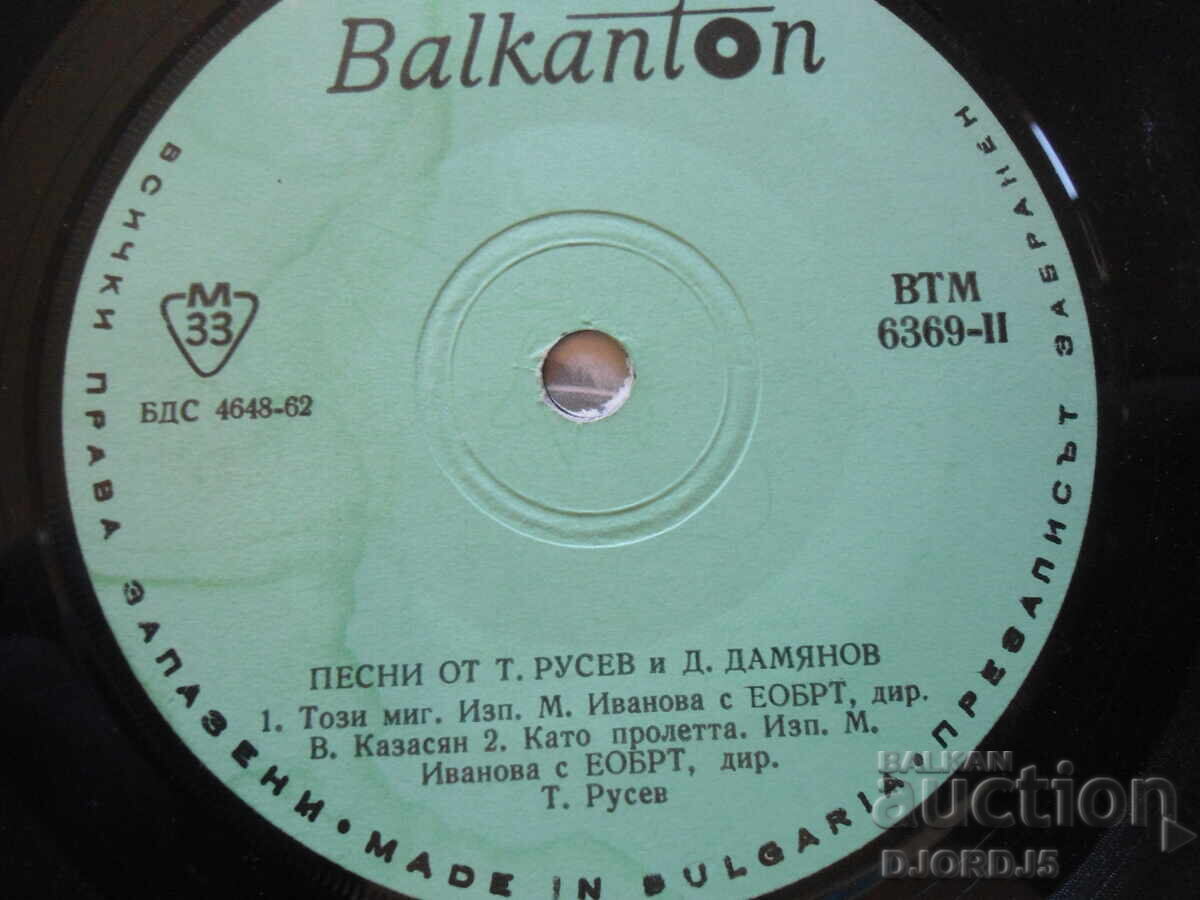 Balkanton
ВСИЧКИ ПРАВА ЗАПАЗЕНИ • MADE IN BULGARIA • ПРЕЗАПИСЪТ ЗАБРАНЕН
М
33
БДС 4648-62
ВТМ
6369-II
ПЕСНИ ОТ Т. РУСЕВ и Д. ДАМЯНОВ
1. Този миг. Изп. М. Иванова с ЕОБРТ, дир.
В. Казасян 2. Като пролетта. Изп. М.
Иванова с ЕОБРТ, дир.
Т. Русев
BALKAN
auction
DJORDJ5